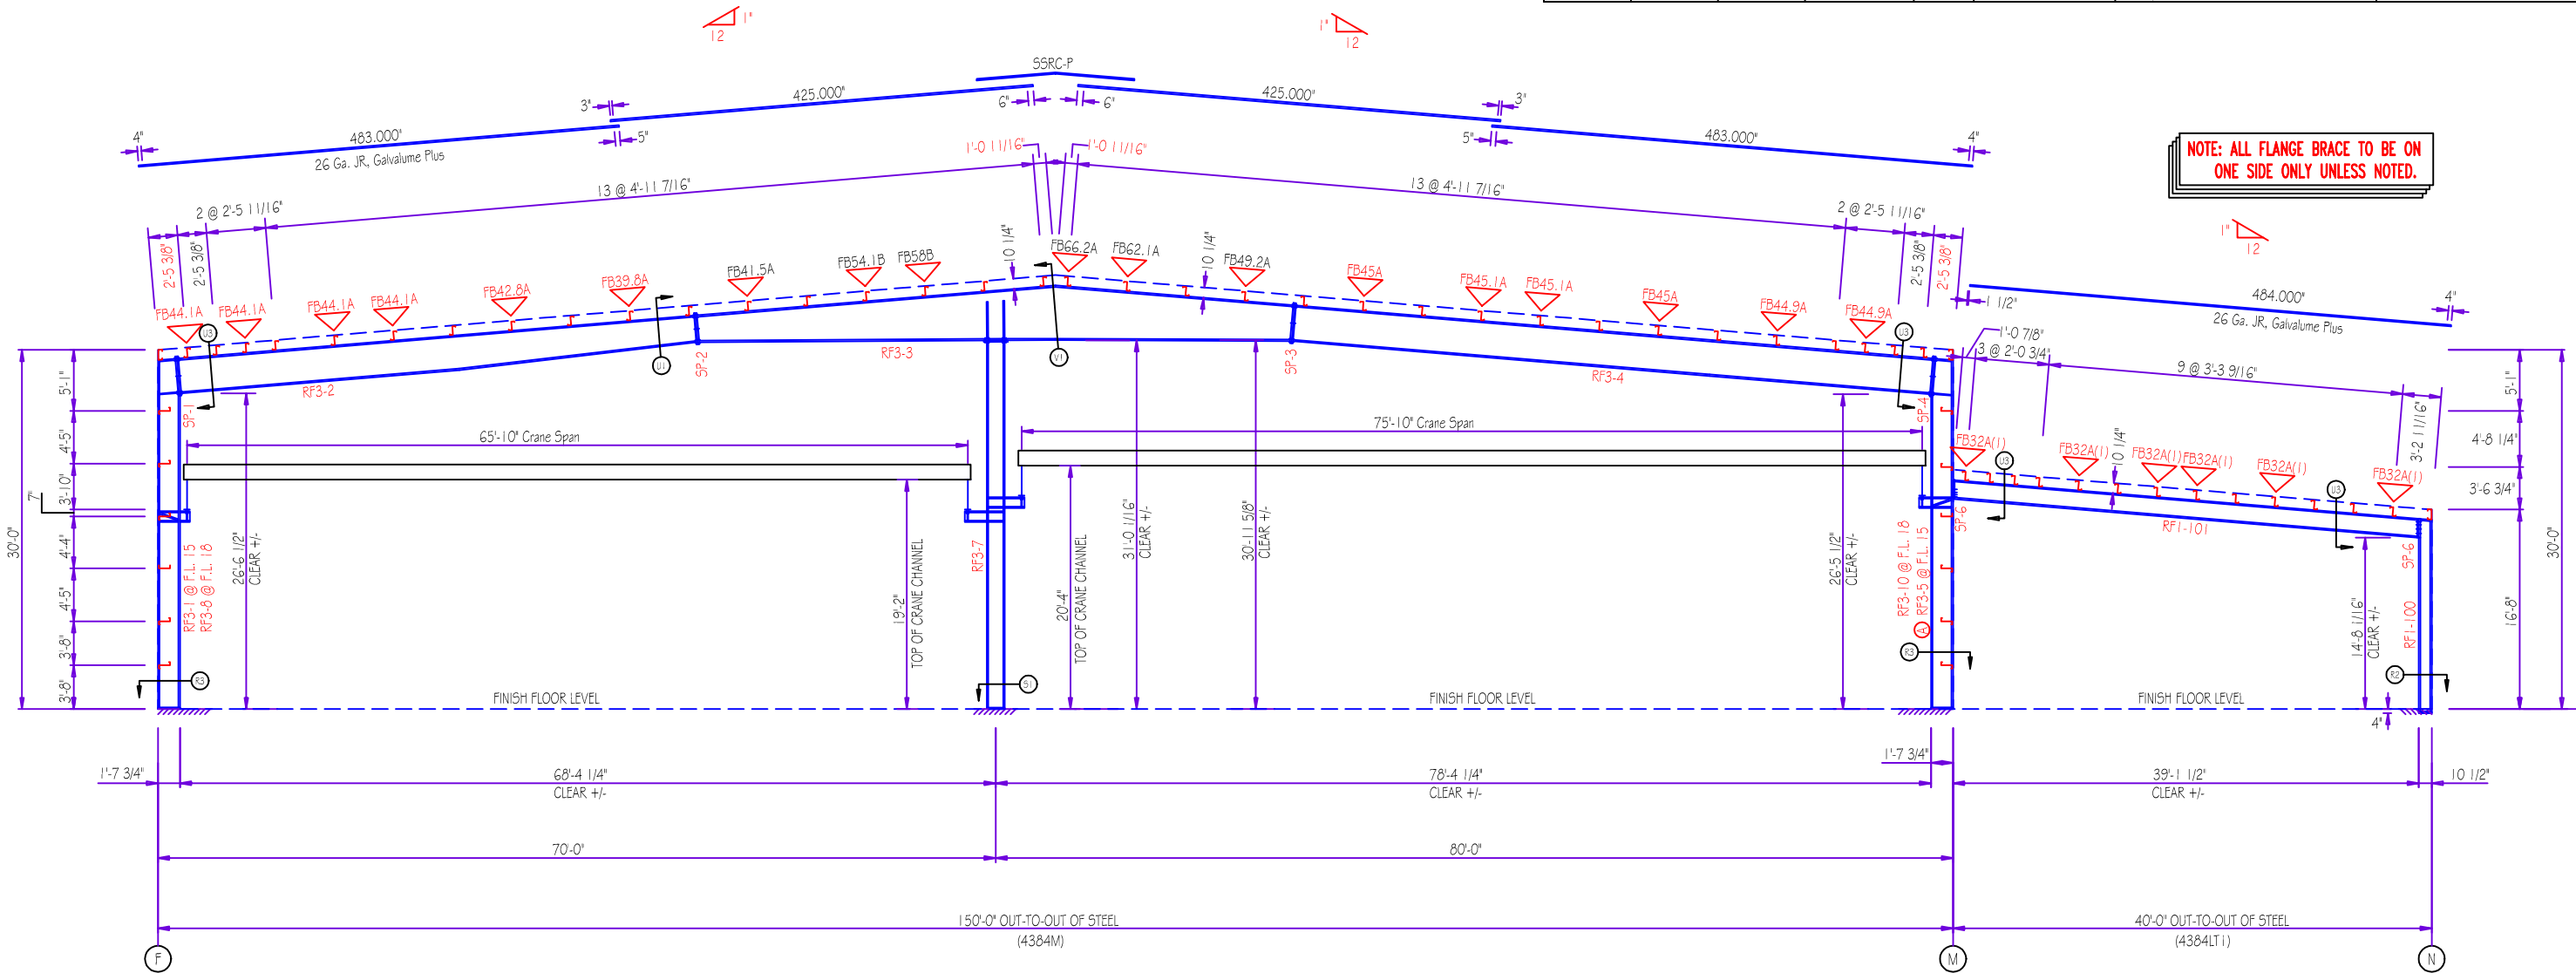 1"
12
1"
12
SSRC-P
425.000"
425.000"
3"
6"
6"
3"
4"
483.000"
5"
5"
483.000"
4"
26 Ga. JR, Galvalume Plus
1'-0 11/16"
1'-0 11/16"
NOTE: ALL FLANGE BRACE TO BE ON
ONE SIDE ONLY UNLESS NOTED.
13 @ 4'-11 7/16"
13 @ 4'-11 7/16"
2 @ 2'-5 11/16"
2 @ 2'-5 11/16"
1"
12
2'-5 3/8"
2'-5 3/8"
2'-5 3/8"
2'-5 3/8"
FB44.1A
FB44.1A
FB44.1A
FB44.1A
FB42.8A
FB39.8A
FB41.5A
FB54.1B
FB58B
10 1/4"
FB66.2A
FB62.1A
10 1/4"
FB49.2A
FB45A
FB45.1A
FB45.1A
FB45A
FB44.9A
FB44.9A
1 1/2"
484.000"
4"
26 Ga. JR, Galvalume Plus
U3
U1
V1
U3
1'-0 7/8"
3 @ 2'-0 3/4"
9 @ 3'-3 9/16"
3'-2 11/16"
RF3-2
SP-1
SP-2
RF3-3
SP-3
RF3-4
SP-4
FB32A(1)
FB32A(1)
10 1/4"
FB32A(1)
FB32A(1)
FB32A(1)
FB32A(1)
U3
U3
RF1-101
SP-6
SP-6
65'-10" Crane Span
75'-10" Crane Span
30'-0"
5'-1"
4'-5"
3'-10"
7"
4'-4"
4'-5"
3'-8"
3'-8"
RF3-1 @ F.L. 15
RF3-8 @ F.L. 18
26'-6 1/2"
CLEAR +/-
19'-2"
TOP OF CRANE CHANNEL
RF3-7
20'-4"
TOP OF CRANE CHANNEL
31'-0 1/16"
CLEAR +/-
30'-11 5/8"
CLEAR +/-
26'-5 1/2"
CLEAR +/-
RF3-10 @ F.L. 18
A RF3-5 @ F.L. 15
14'-8 1/16"
CLEAR +/-
RF1-100
5'-1"
4'-8 1/4"
3'-6 3/4"
16'-8"
30'-0"
R3
S1
R3
R2
FINISH FLOOR LEVEL
FINISH FLOOR LEVEL
FINISH FLOOR LEVEL
4"
1'-7 3/4"
68'-4 1/4"
CLEAR +/-
78'-4 1/4"
CLEAR +/-
1'-7 3/4"
39'-1 1/2"
CLEAR +/-
10 1/2"
70'-0"
80'-0"
150'-0" OUT-TO-OUT OF STEEL
(4384M)
40'-0" OUT-TO-OUT OF STEEL
(4384LT1)
F
M
N